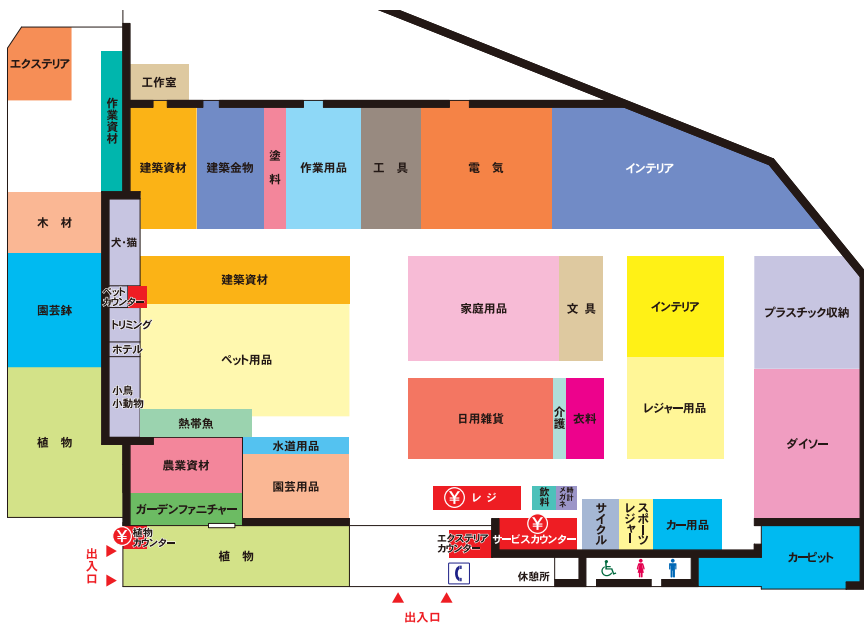 エクステリア
作業資材
工作室
建築資材
建築金物
塗料
作業用品
工 具
電 気
インテリア
木 材
犬・猫
ペット
カウンター
トリミング
ホテル
小鳥
小動物
園芸鉢
植 物
建築資材
ペット用品
熱帯魚
水道用品
農業資材
園芸用品
ガーデンファニチャー
家庭用品
文 具
インテリア
プラスチック収納
日用雑貨
介護
衣料
レジャー用品
ダイソー
¥ レ ジ
飲料
時計
メガネ
サイクル
スポーツ
レジャー
カー用品
¥
植物
カウンター
植 物
エクステリア
カウンター
¥
サービスカウンター
休憩所
カーピット
出入口
出入口